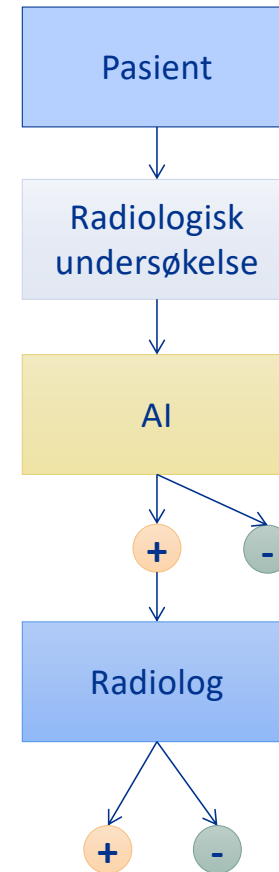 Pasient
Radiologisk
undersøkelse
AI
+
-
Radiolog
+
-